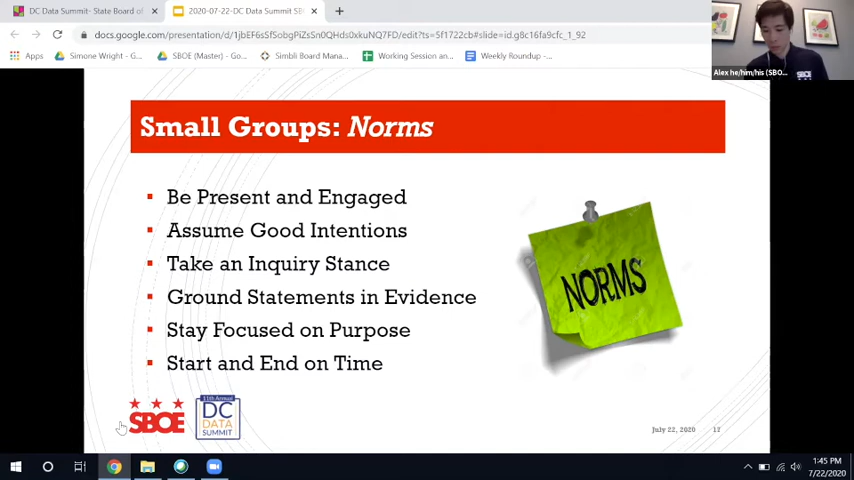 DC Data Summit- State Board of
2020-07-22-DC Data Summit SB
docs.google.com/presentation/d/1jbEF6sSfSobgPiZsSn0QHds0xkuNQ7FD/edit?ts=5f1722cb#slide=id.g8c16fa9cfc_1_92
Apps
Simone Wright - Go...
SBOE (Master) - Go...
Simbli Board Mana...
Working Session an...
Weekly Roundup -...
Alex he/him/his (SBO...
Small Groups: Norms
Be Present and Engaged
Assume Good Intentions
Take an Inquiry Stance
Ground Statements in Evidence
Stay Focused on Purpose
Start and End on Time
NORMS
SBOE
11th Annual
DC
DATA
SUMMIT
July 22, 2020
17
1:45 PM
7/22/2020